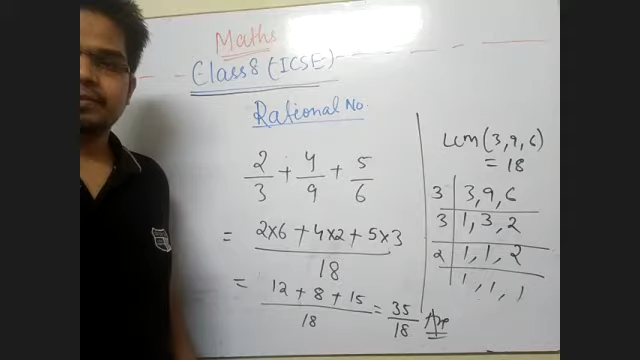 Maths
Class 8 (ICSE)
Rational No.
2/3 + 4/9 + 5/6
= 2×6 + 4×2 + 5×3 / 18
= 12 + 8 + 15 / 18 = 35/18 Ans
LCM (3, 9, 6)
= 18
3 | 3, 9, 6
3 | 1, 3, 2
2 | 1, 1, 2
1, 1, 1